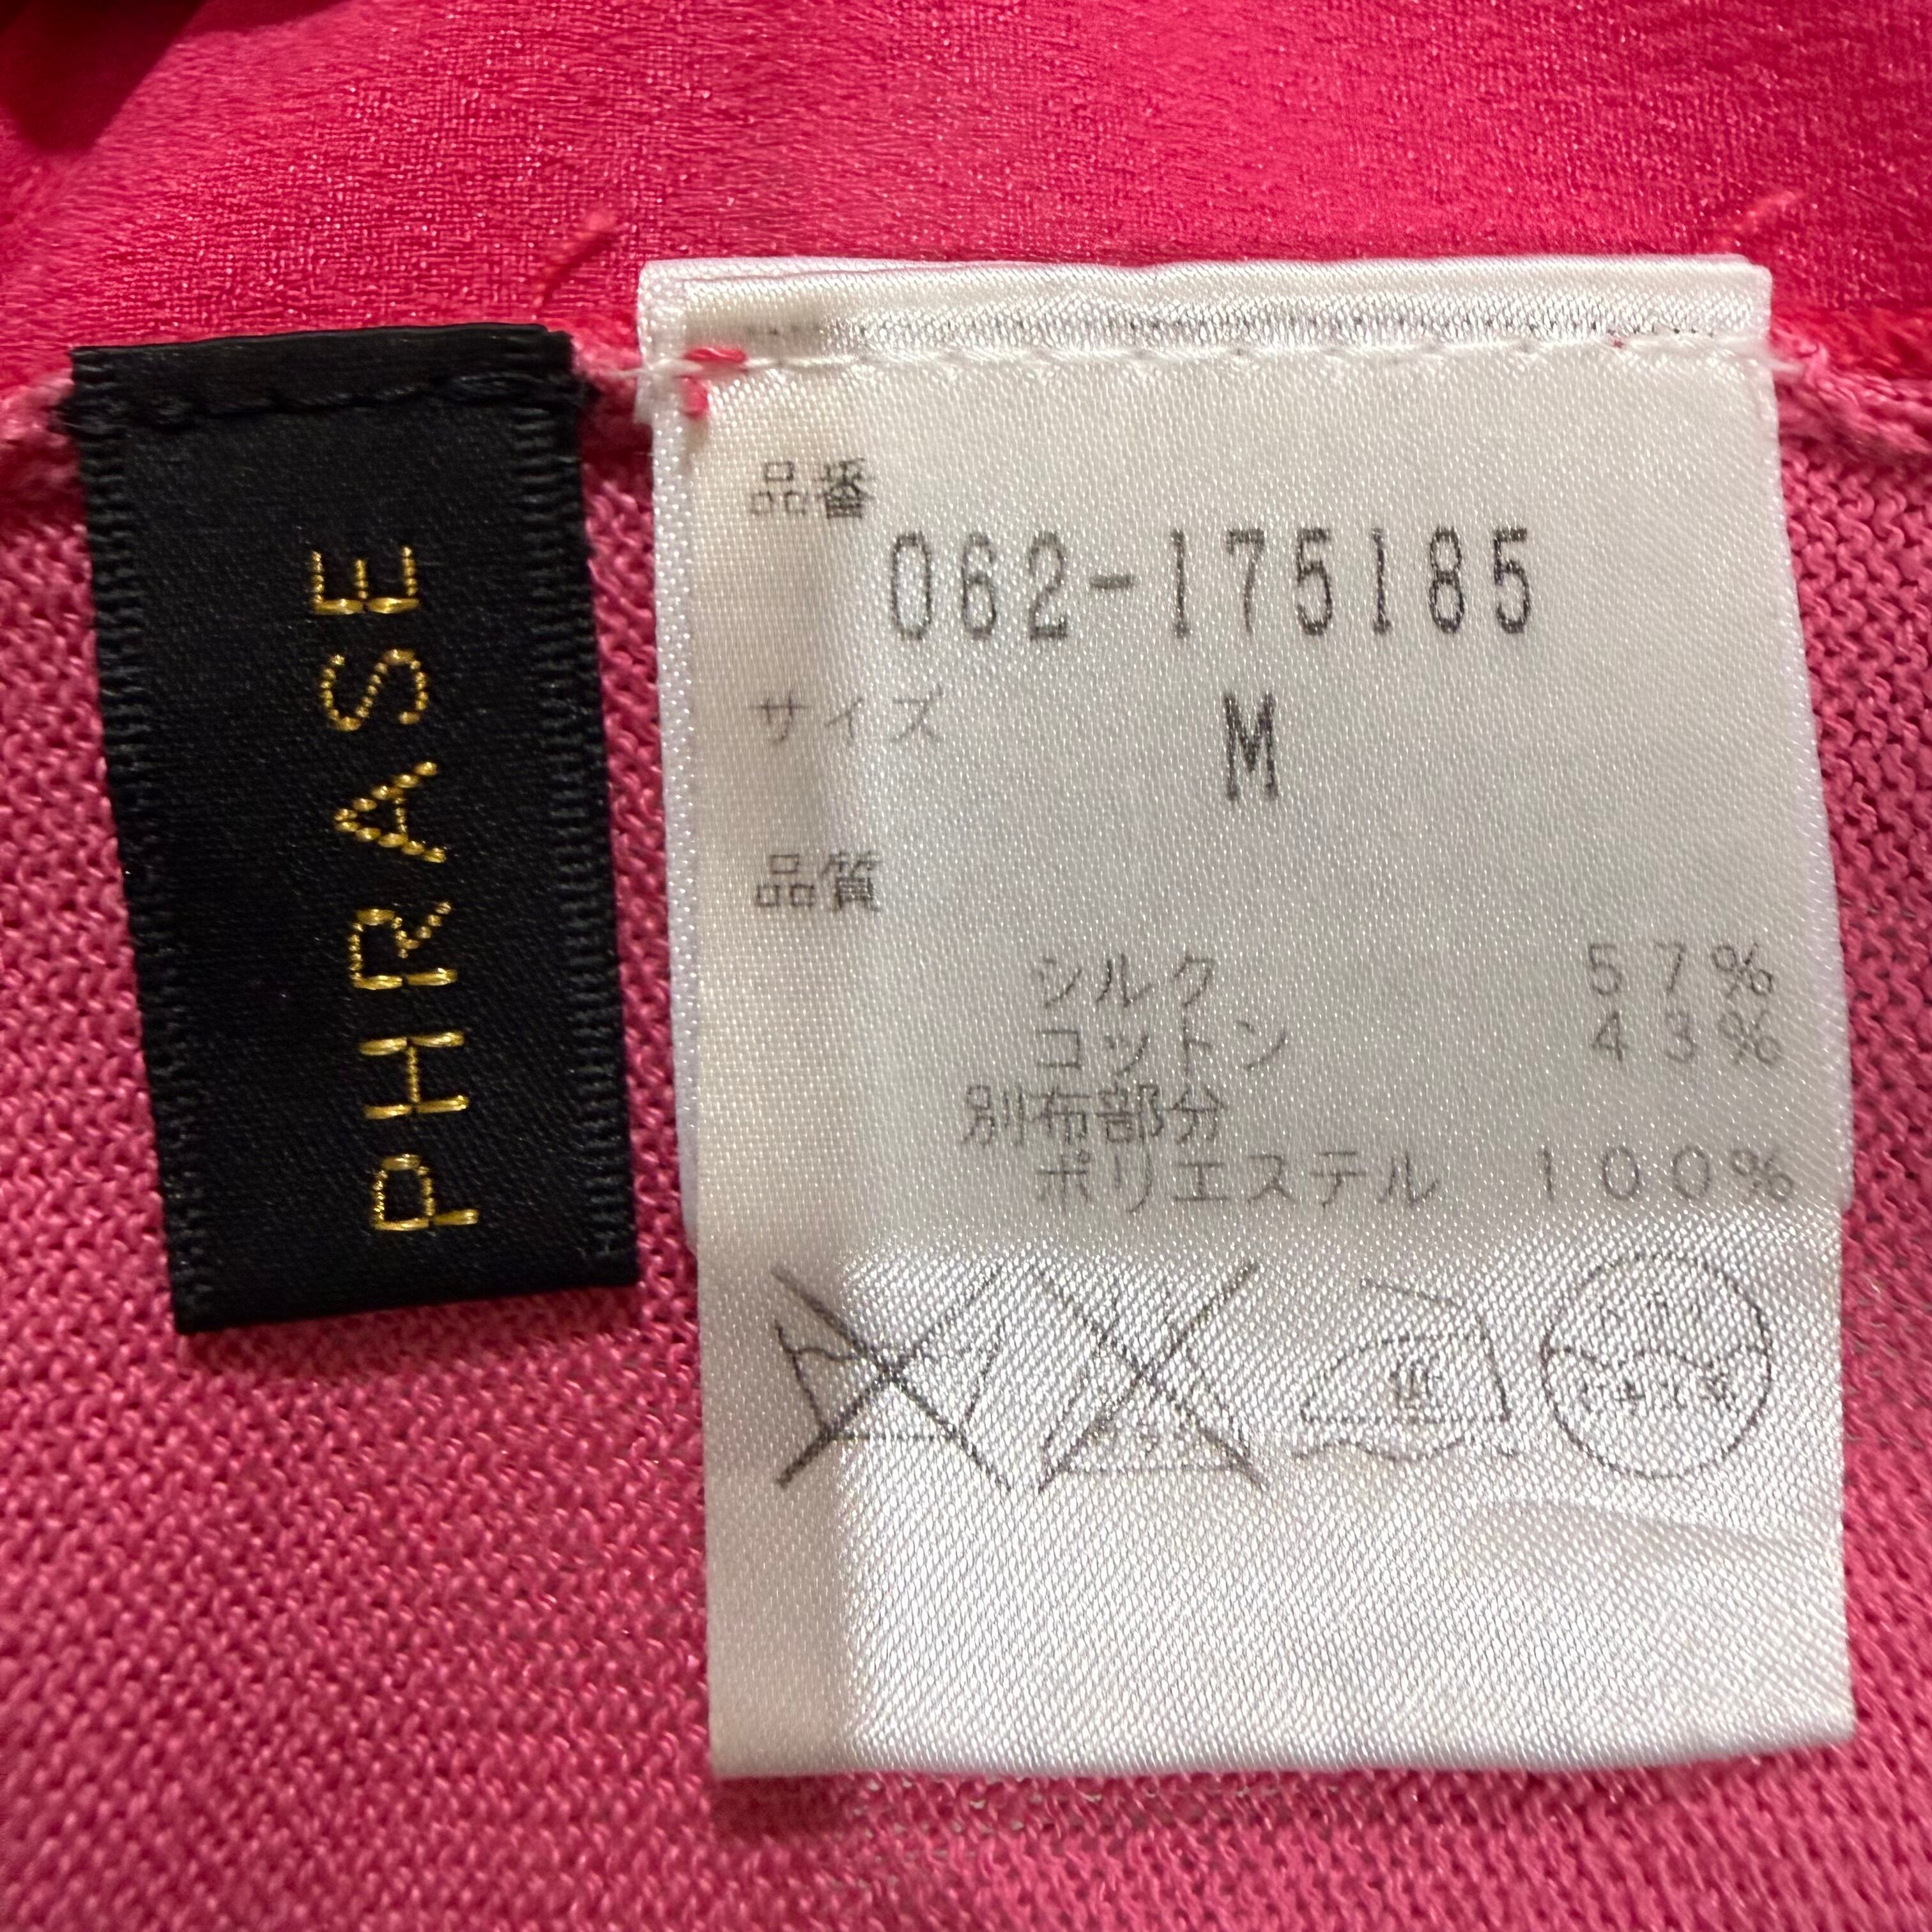 PHRASE
品番
062-175185
サイズ M
品質
シルク 57%
コットン 43%
別布部分
ポリエステル 100%
中